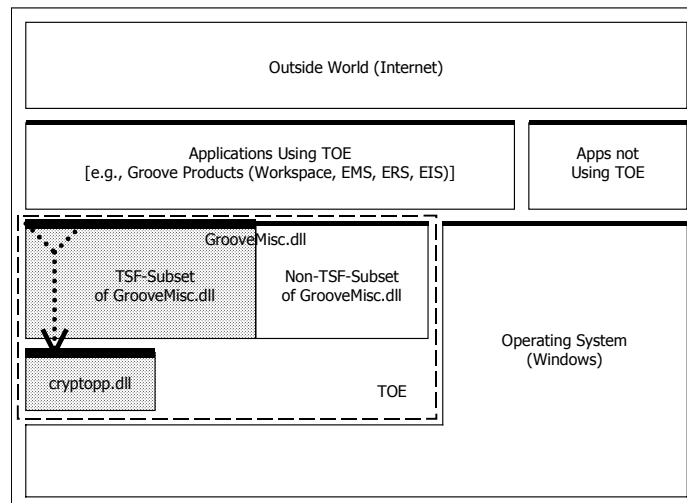 Outside World (Internet)
Applications Using TOE
[e.g., Groove Products (Workspace, EMS, ERS, EIS)]
Apps not
Using TOE
GrooveMisc.dll
TSF-Subset
of GrooveMisc.dll
Non-TSF-Subset
of GrooveMisc.dll
Operating System
(Windows)
cryptopp.dll
TOE